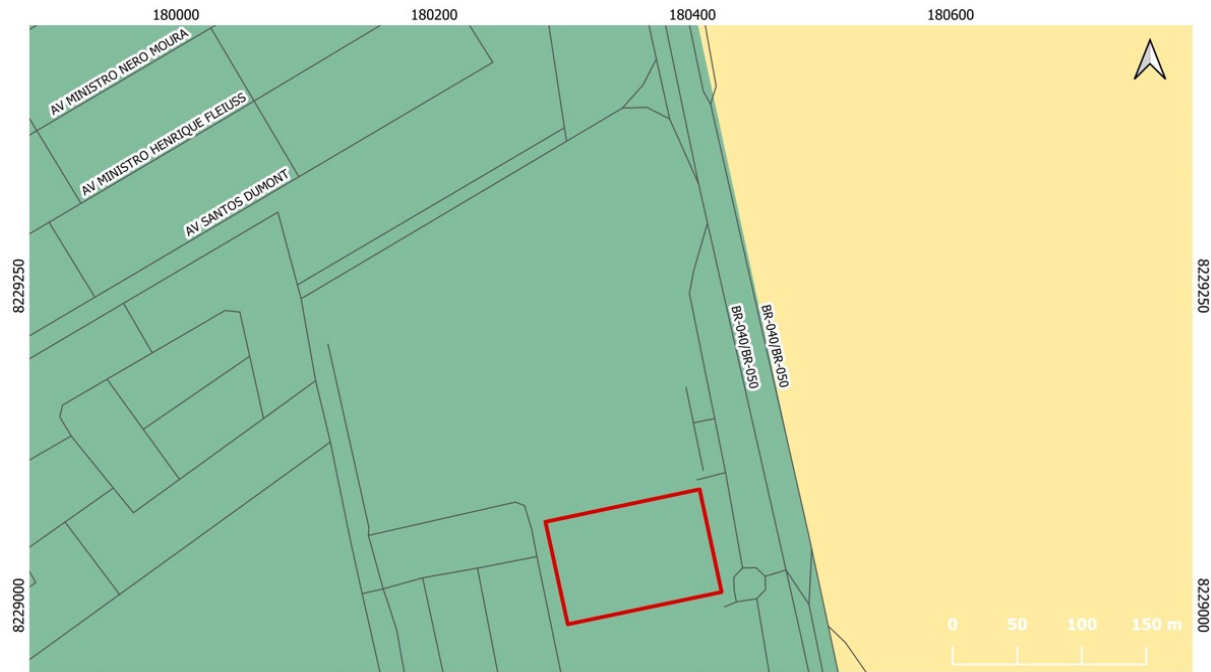 180000
180200
180400
180600
AV MINISTRO NERO MOURA
AV MINISTRO HENRIQUE FLEIUSS
AV SANTOS DUMONT
8229250
8229250
BR-040/BR-050
BR-040/BR-050
8229000
8229000
0 50 100 150 m